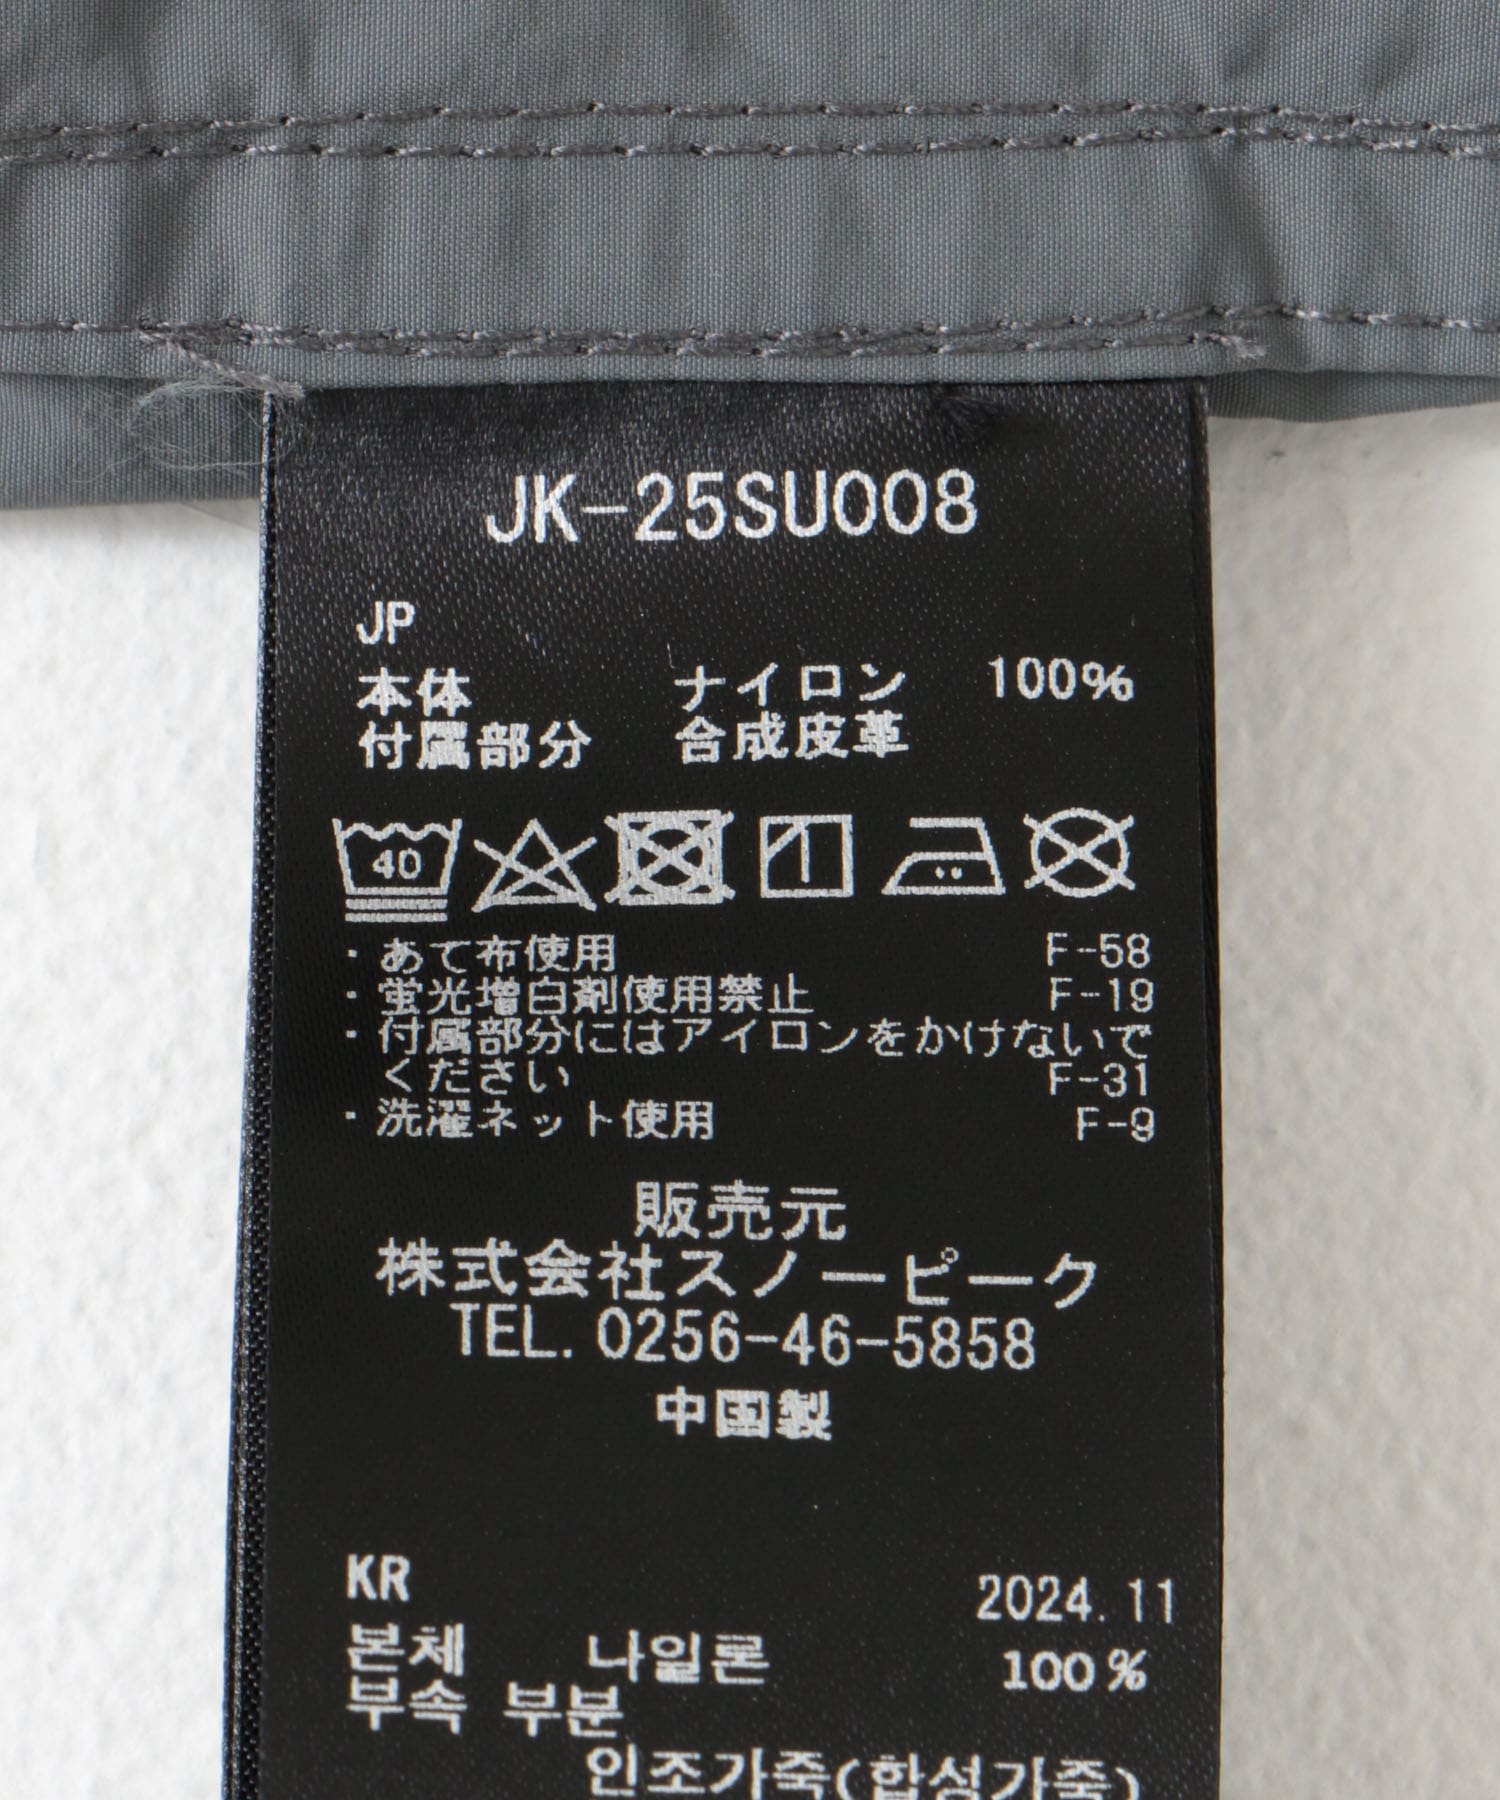 JK-25SU008
JP
本体 ナイロン 100%
付属部分 合成皮革
40
・あて布使用 F-58
・蛍光増白剤使用禁止 F-19
・付属部分にはアイロンをかけないで
ください F-31
・洗濯ネット使用 F-9
販売元
株式会社スノーピーク
TEL. 0256-46-5858
中国製
KR 2024.11
본체 나일론 100%
부속 부분
인조가죽(합성가죽)